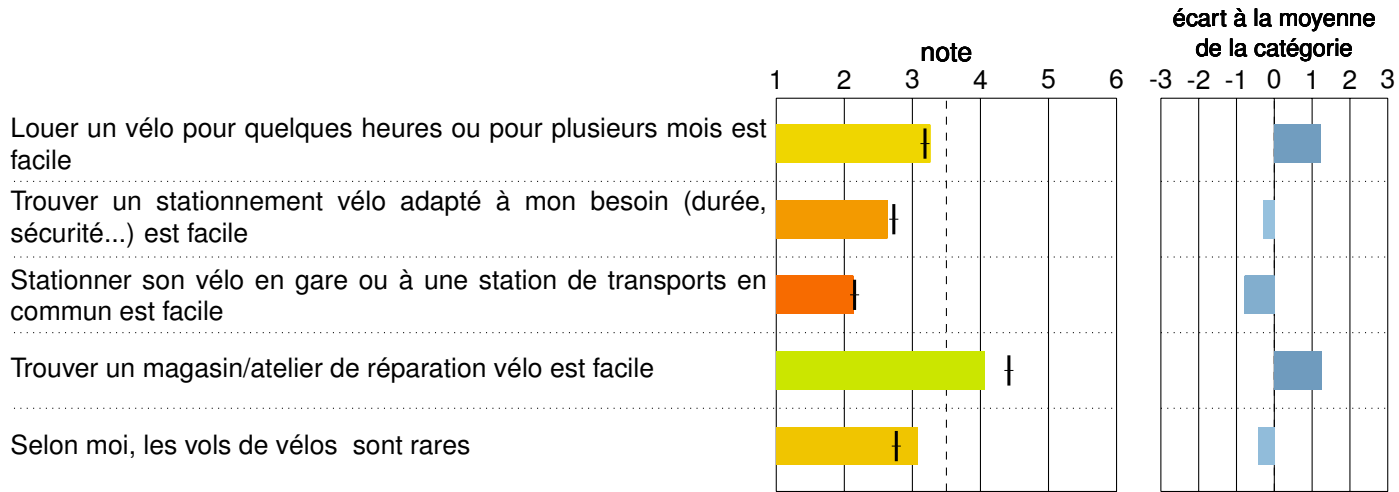 écart à la moyenne
de la catégorie
note
1 2 3 4 5 6
-3 -2 -1 0 1 2 3
Louer un vélo pour quelques heures ou pour plusieurs mois est
facile
Trouver un stationnement vélo adapté à mon besoin (durée,
sécurité...) est facile
Stationner son vélo en gare ou à une station de transports en
commun est facile
Trouver un magasin/atelier de réparation vélo est facile
Selon moi, les vols de vélos sont rares